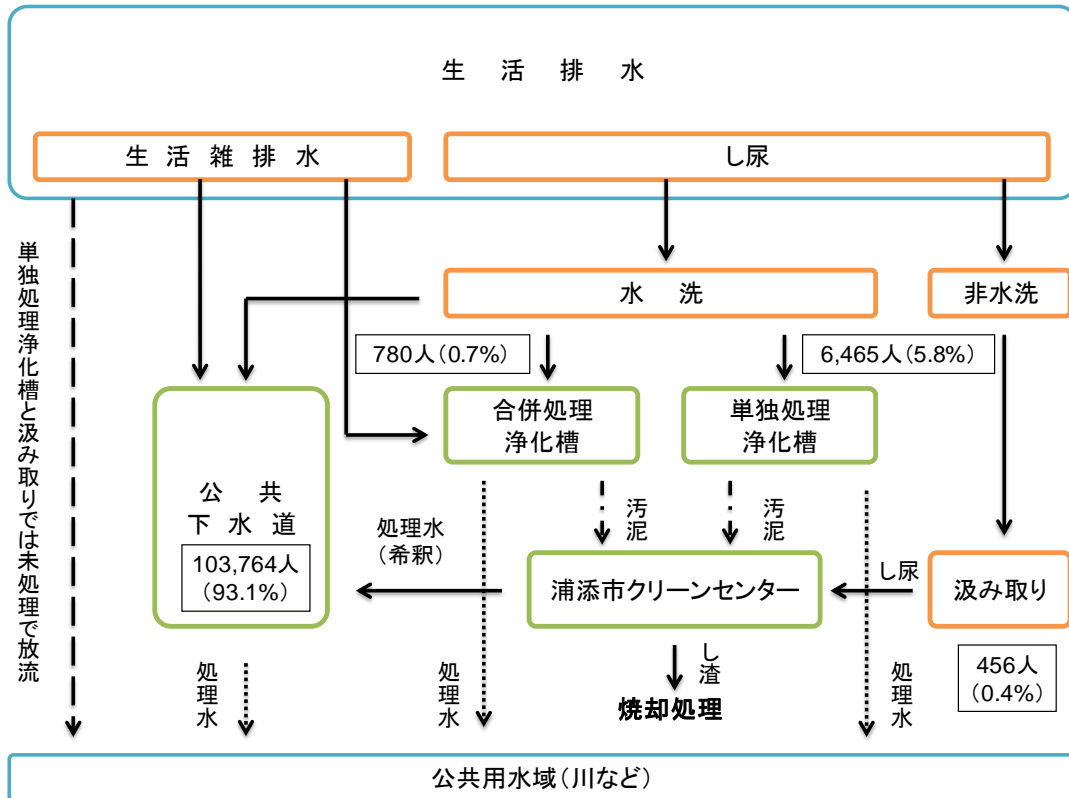 生 活 排 水
生 活 雑 排 水
し尿
単独処理浄化槽と汲み取りでは未処理で放流
水 洗
非水洗
780人(0.7%)
6,465人(5.8%)
合併処理
浄化槽
単独処理
浄化槽
公 共
下 水 道
103,764人
(93.1%)
処理水
(希釈)
汚泥
汚泥
浦添市クリーンセンター
し尿
汲み取り
456人
(0.4%)
処理水
処理水
し渣
焼却処理
処理水
公共用水域(川など)